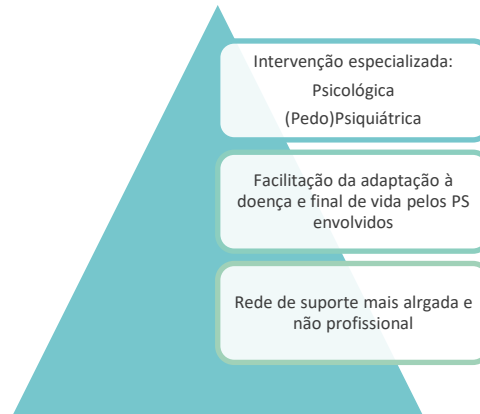 Intervenção especializada:
Psicológica
(Pedo)Psiquiátrica
Facilitação da adaptação à
doença e final de vida pelos PS
envolvidos
Rede de suporte mais alrgada e
não profissional